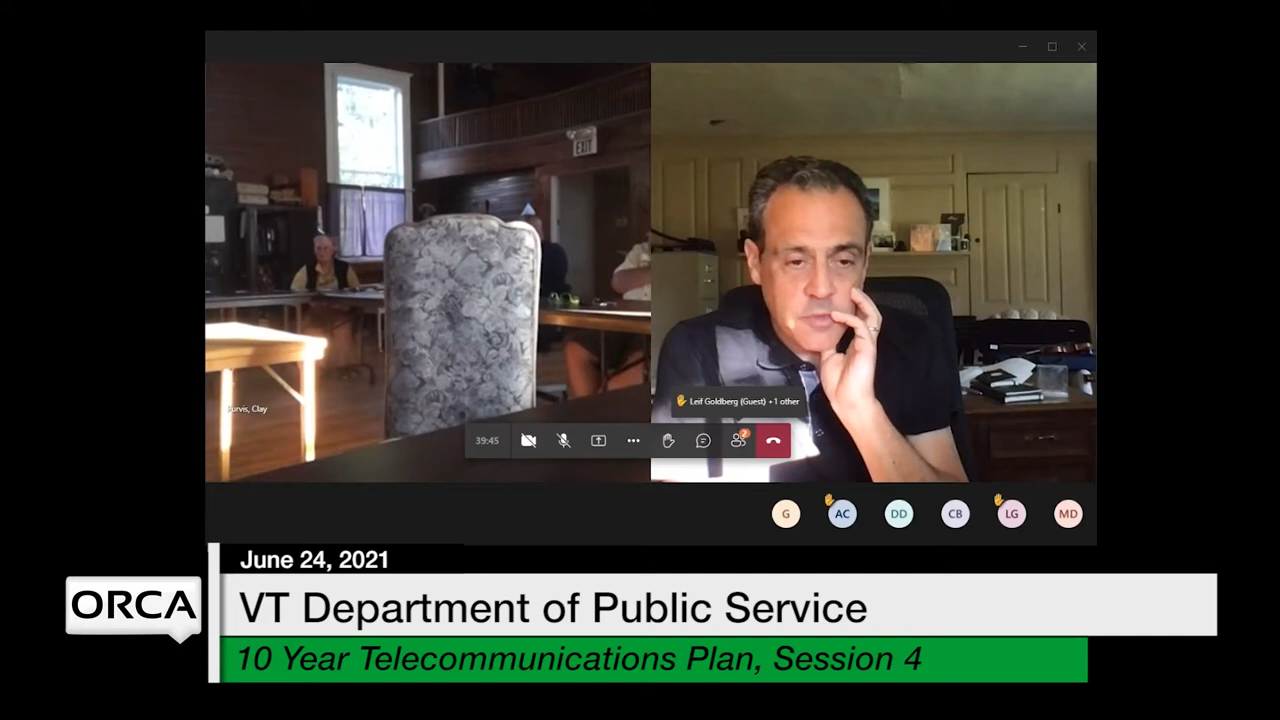 EXIT
Purvis, Clay
Leif Goldberg (Guest) +1 other
39:45
2
G
AC
DD
CB
LG
MD
June 24, 2021
ORCA
VT Department of Public Service
10 Year Telecommunications Plan, Session 4